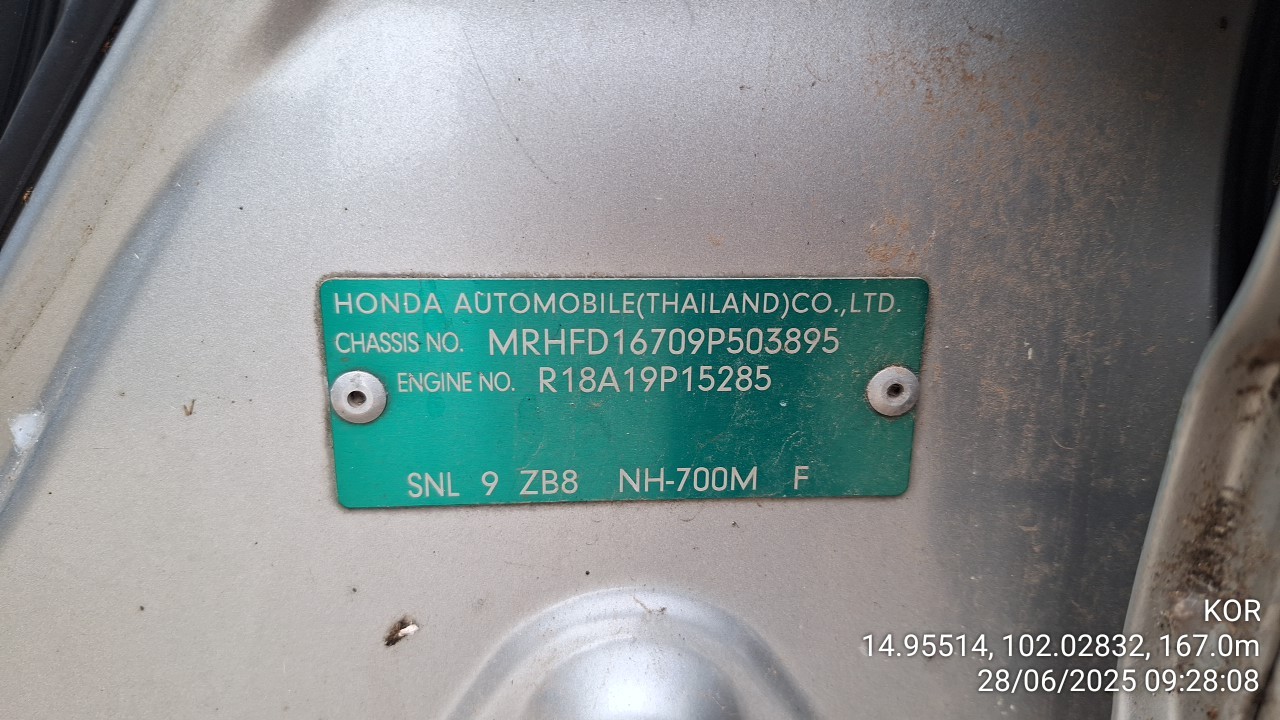 HONDA AUTOMOBILE(THAILAND)CO.,LTD.
CHASSIS NO. MRHFD16709P503895
ENGINE NO. R18A19P15285
SNL 9 ZB8 NH-700M F
KOR
14.95514, 102.02832, 167.0m
28/06/2025 09:28:08